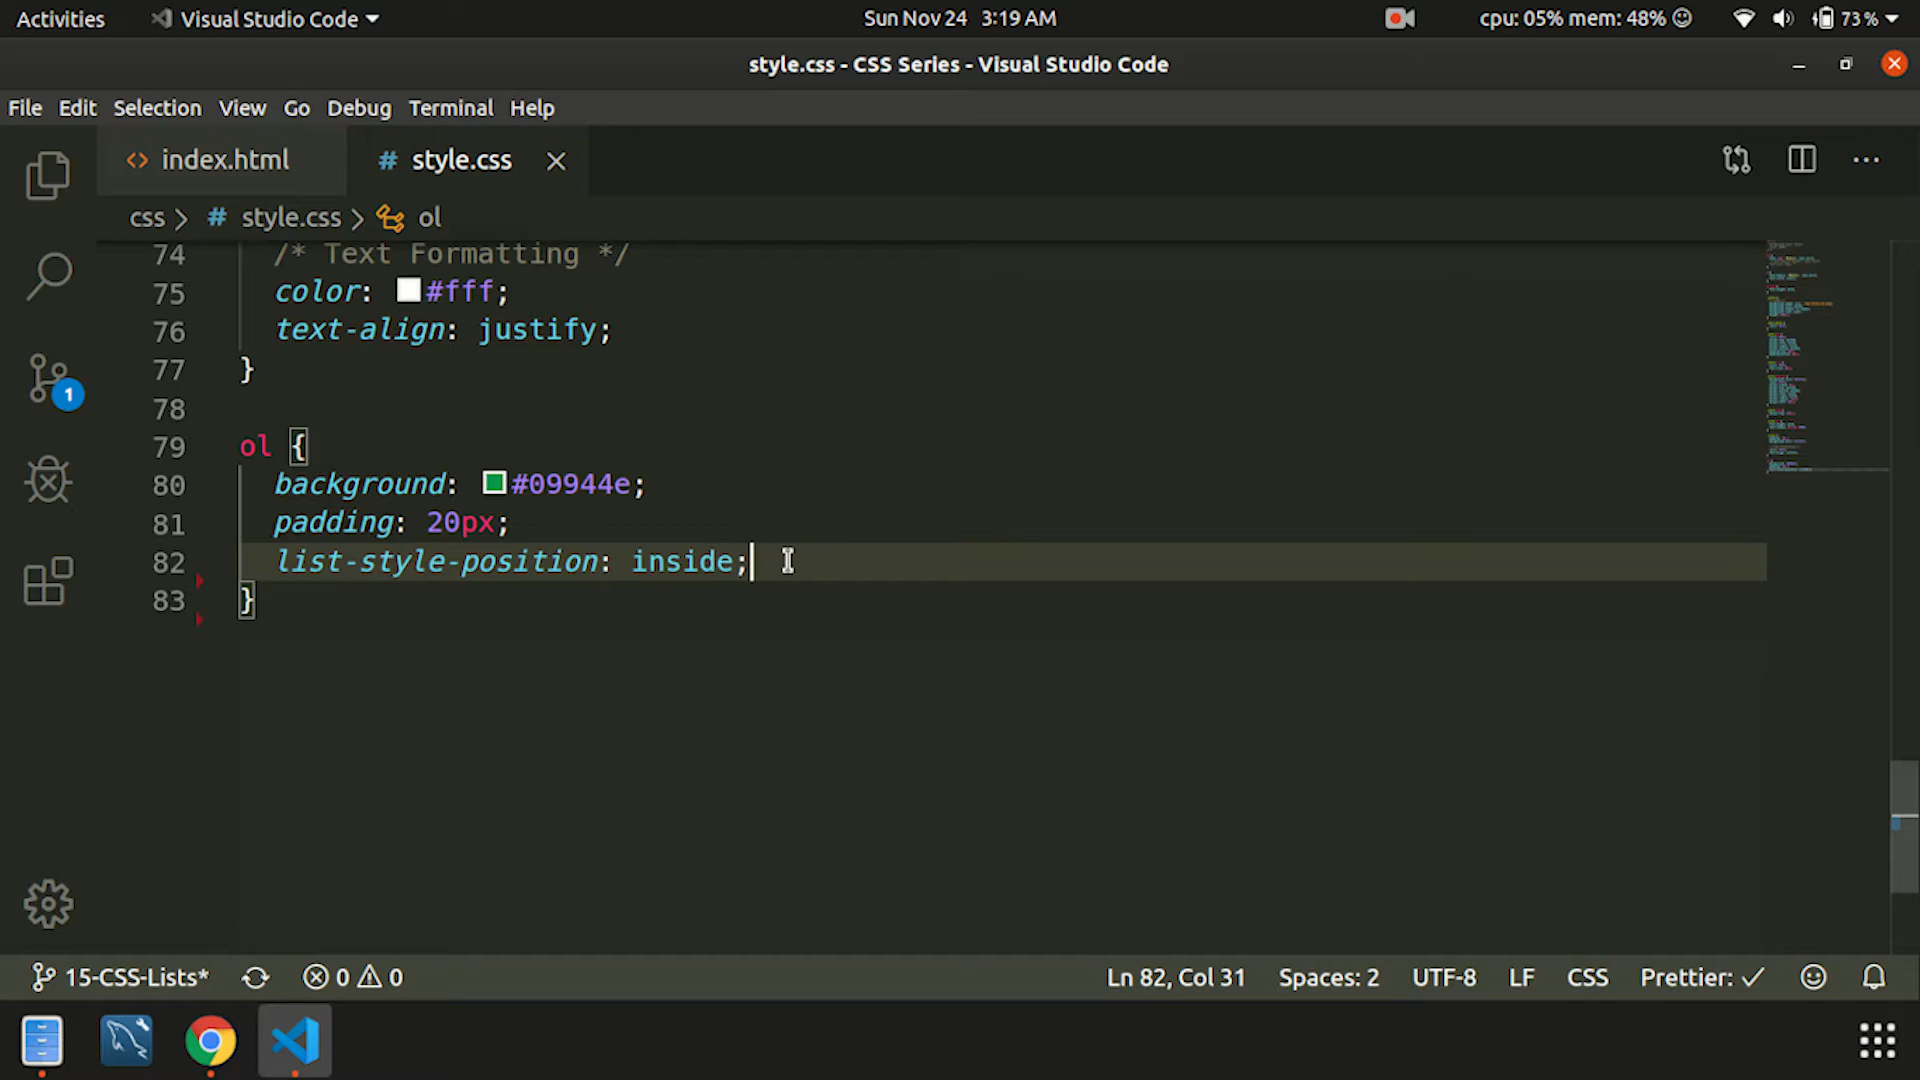 Activities Visual Studio Code Sun Nov 24 3:19 AM cpu: 05% mem: 48% 73%
style.css - CSS Series - Visual Studio Code
File Edit Selection View Go Debug Terminal Help
<> index.html # style.css
css > # style.css > ol
74 /* Text Formatting */
75 color: #fff;
76 text-align: justify;
77 }
78
79 ol {
80 background: #09944e;
81 padding: 20px;
82 list-style-position: inside;
83 }
1
15-CSS-Lists* 0 0 Ln 82, Col 31 Spaces: 2 UTF-8 LF CSS Prettier: ✓